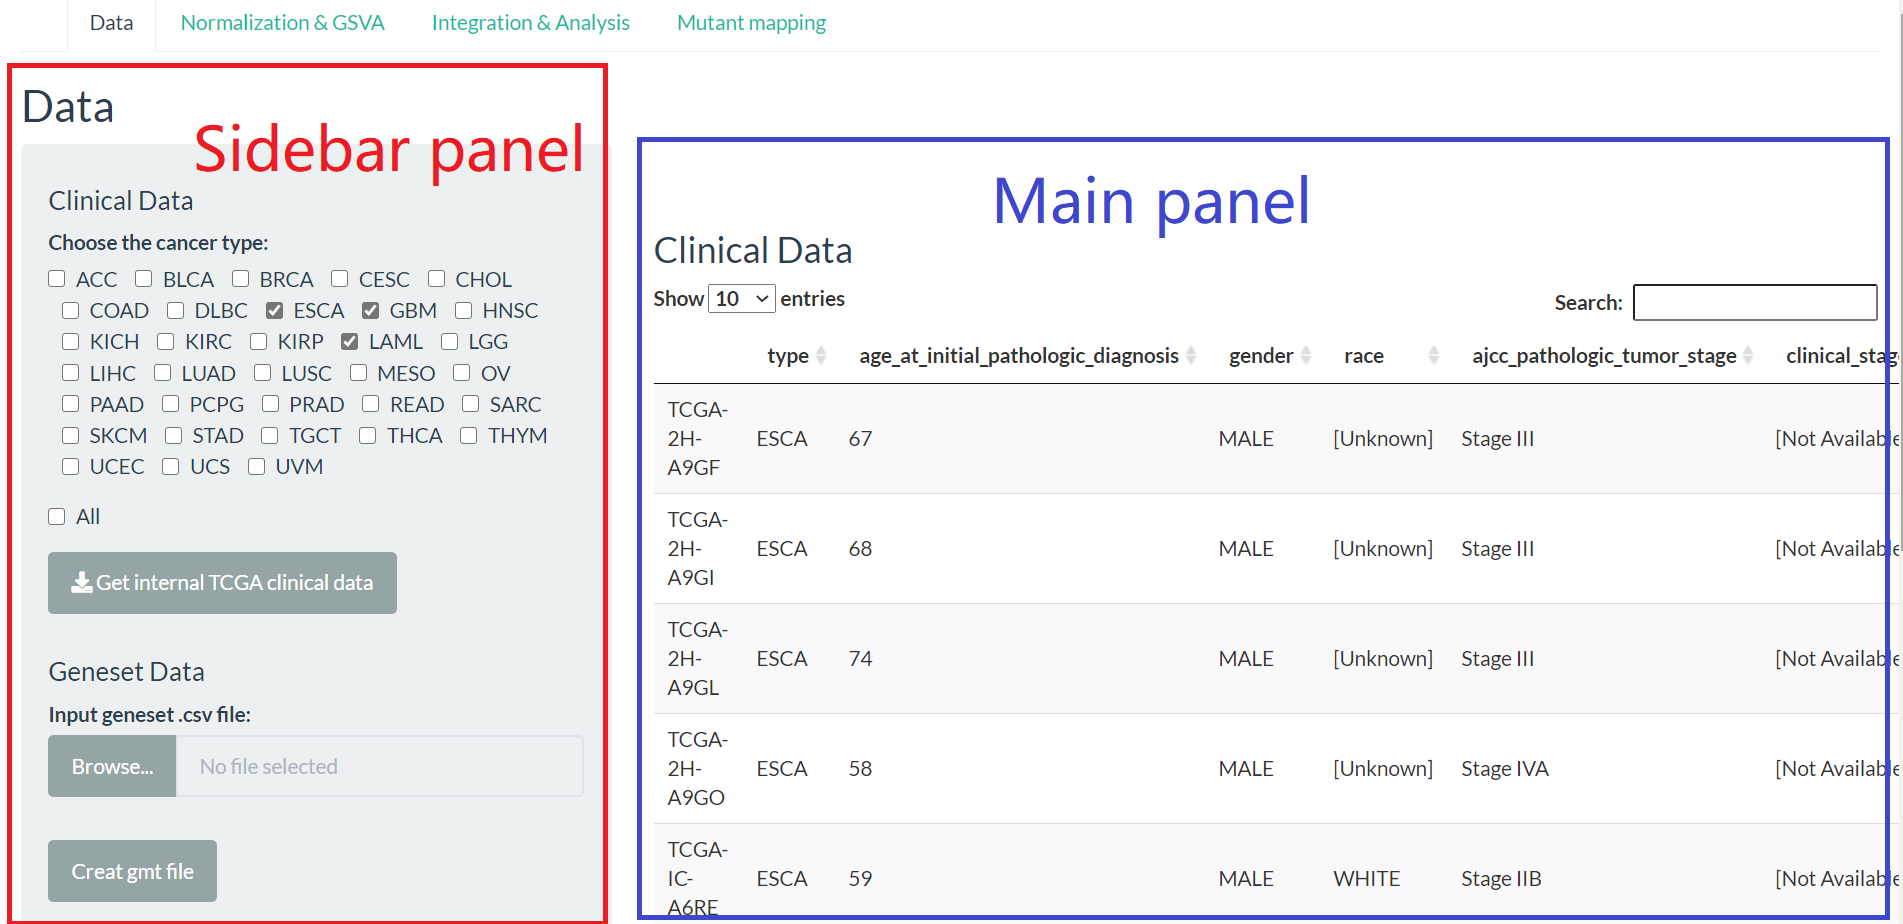 Data Normalization & GSVA Integration & Analysis Mutant mapping
Data
Sidebar panel
Clinical Data
Choose the cancer type:
ACC BLCA BRCA CESC CHOL
COAD DLBC ESCA GBM HNSC
KICH KIRC KIRP LAML LGG
LIHC LUAD LUSC MESO OV
PAAD PCPG PRAD READ SARC
SKCM STAD TGCT THCA THYM
UCEC UCS UVM
All
Get internal TCGA clinical data
Geneset Data
Input geneset .csv file:
Browse... No file selected
Creat gmt file
Main panel
Clinical Data
Show 10 entries
Search:
type age_at_initial_pathologic_diagnosis gender race ajcc_pathologic_tumor_stage clinical_stag
TCGA-
2H-
A9GF
ESCA 67 MALE [Unknown] Stage III [Not Available
TCGA-
2H-
A9GI
ESCA 68 MALE [Unknown] Stage III [Not Available
TCGA-
2H-
A9GL
ESCA 74 MALE [Unknown] Stage III [Not Available
TCGA-
2H-
A9GO
ESCA 58 MALE [Unknown] Stage IVA [Not Available
TCGA-
IC-
A6RE
ESCA 59 MALE WHITE Stage IIB [Not Available